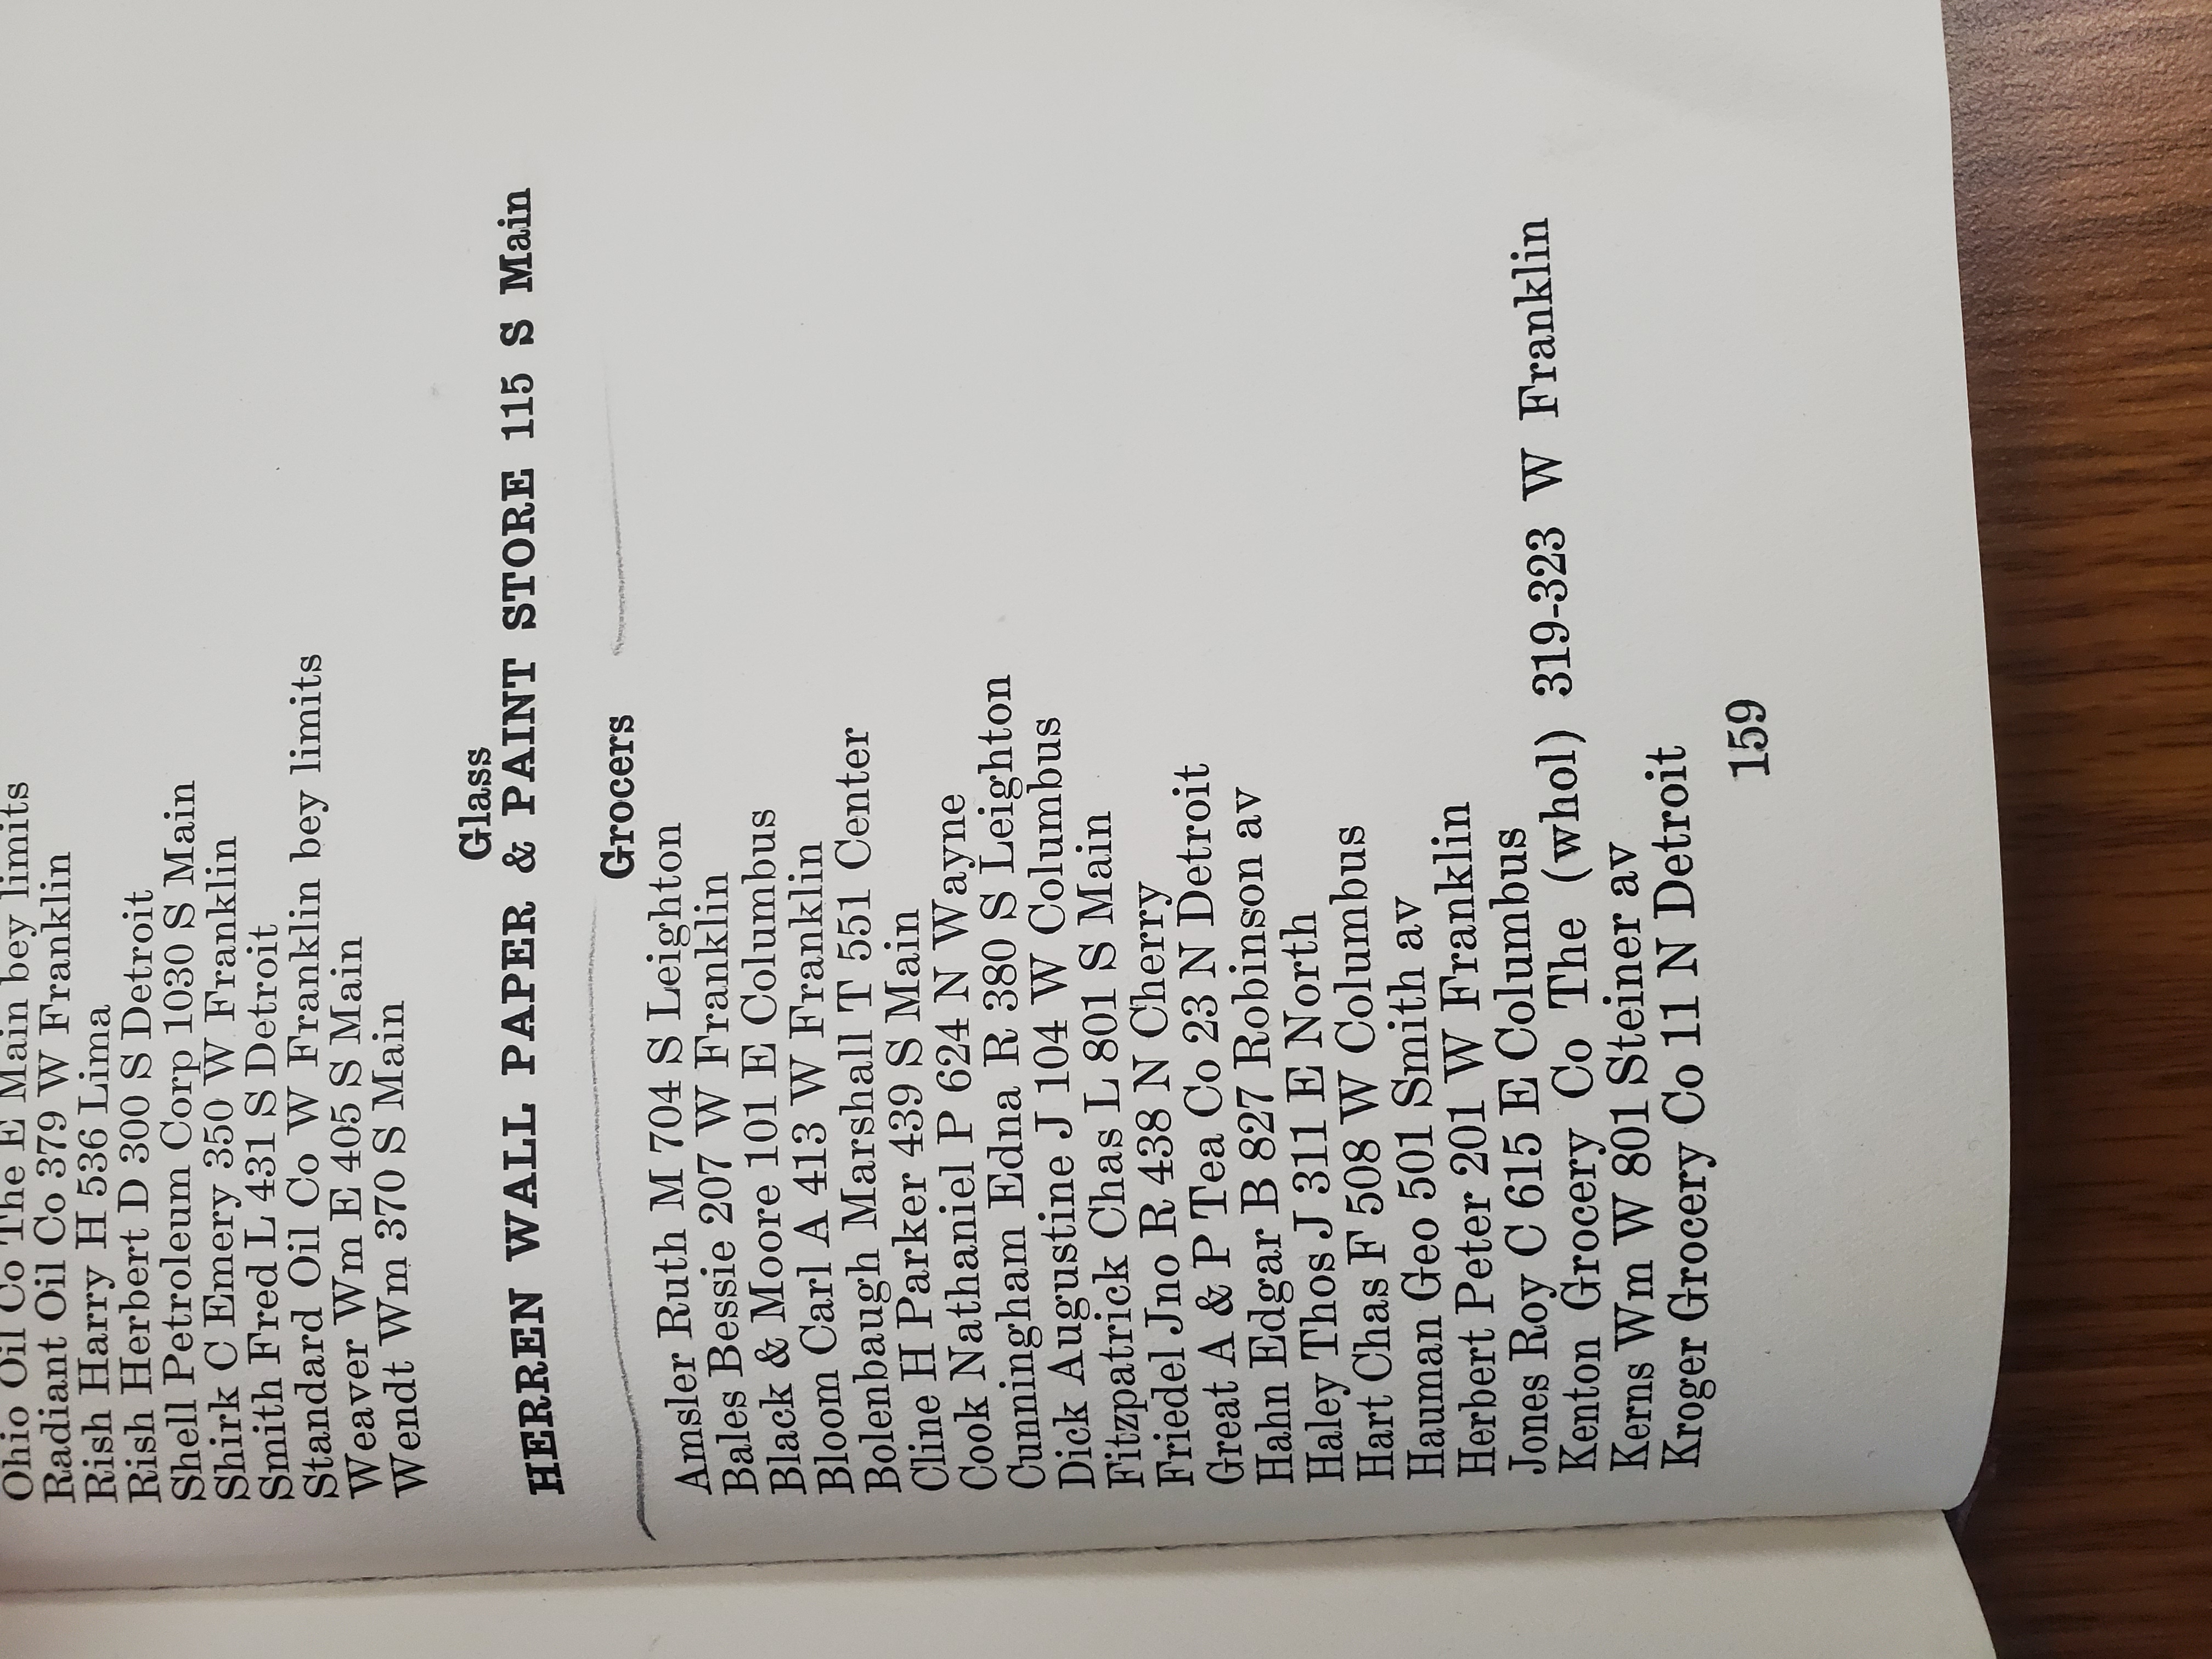 Ohio Oil Co The E Main bey limits
Radiant Oil Co 379 W Franklin
Rish Harry H 536 Lima
Rish Herbert D 300 S Detroit
Shell Petroleum Corp 1030 S Main
Shirk C Emery 350 W Franklin
Smith Fred L 431 S Detroit
Standard Oil Co W Franklin bey limits
Weaver Wm E 405 S Main
Wendt Wm 370 S Main
Glass
HERREN WALL PAPER & PAINT STORE 115 S Main
Grocers
Amsler Ruth M 704 S Leighton
Bales Bessie 207 W Franklin
Black & Moore 101 E Columbus
Bloom Carl A 413 W Franklin
Bolenbaugh Marshall T 551 Center
Cline H Parker 439 S Main
Cook Nathaniel P 624 N Wayne
Cunningham Edna R 380 S Leighton
Dick Augustine J 104 W Columbus
Fitzpatrick Chas L 801 S Main
Friedel Jno R 438 N Cherry
Great A & P Tea Co 23 N Detroit
Hahn Edgar B 827 Robinson av
Haley Thos J 311 E North
Hart Chas F 508 W Columbus
Hauman Geo 501 Smith av
Herbert Peter 201 W Franklin
Jones Roy C 615 E Columbus
Kenton Grocery Co The (whol) 319-323 W Franklin
Kerns Wm W 801 Steiner av
Kroger Grocery Co 11 N Detroit
159